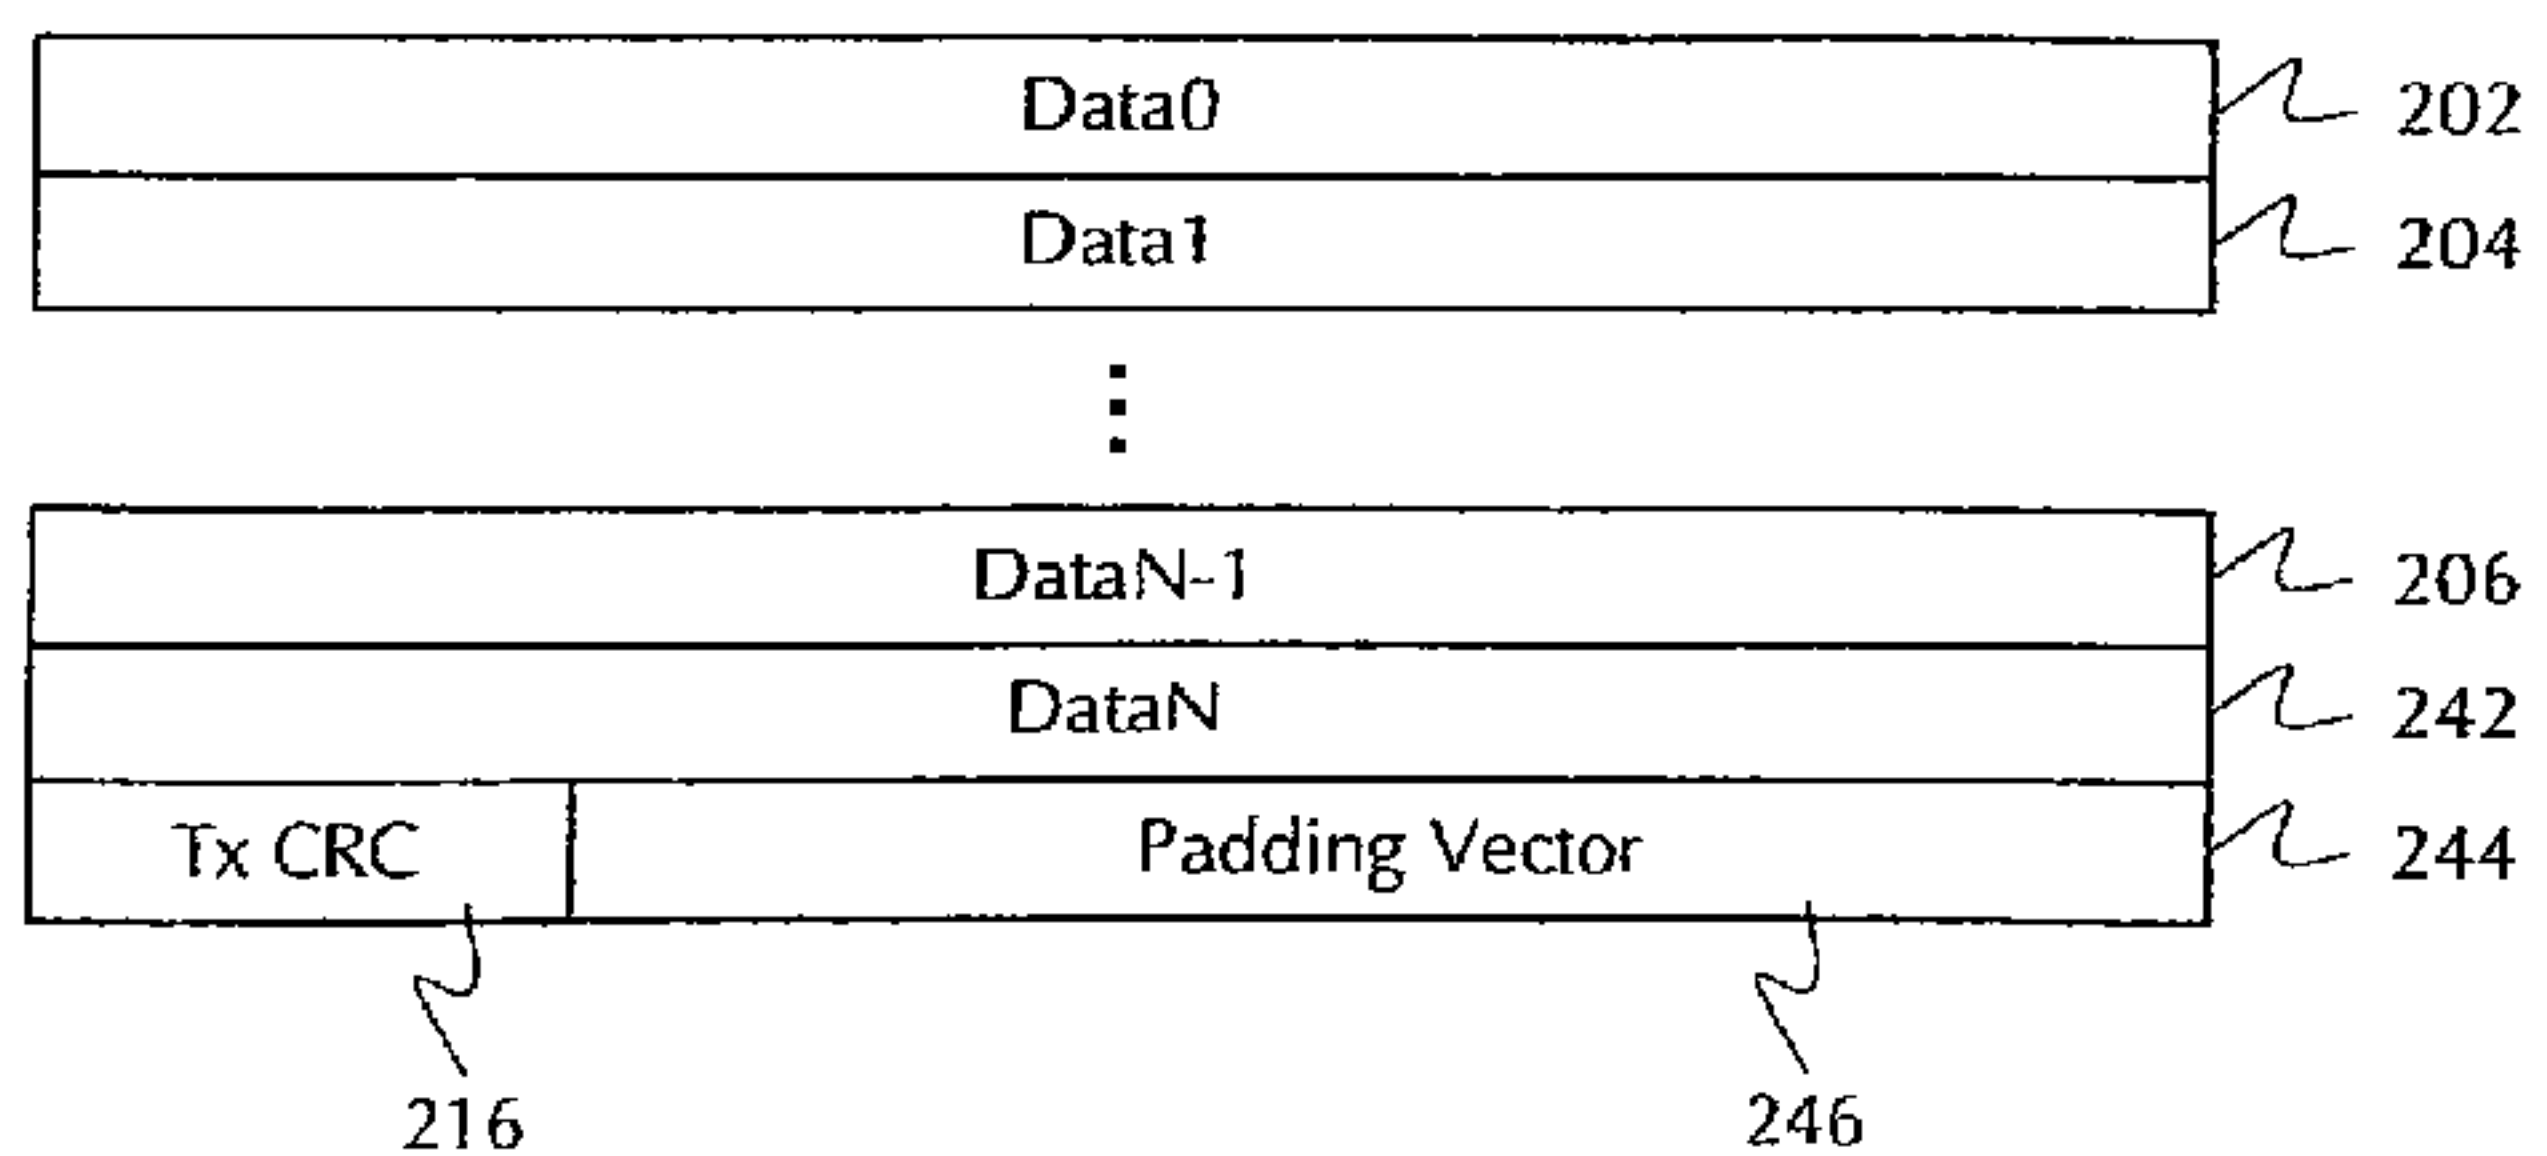 Data0 202
Data1 204
DataN-1 206
DataN 242
Tx CRC Padding Vector 244
216 246